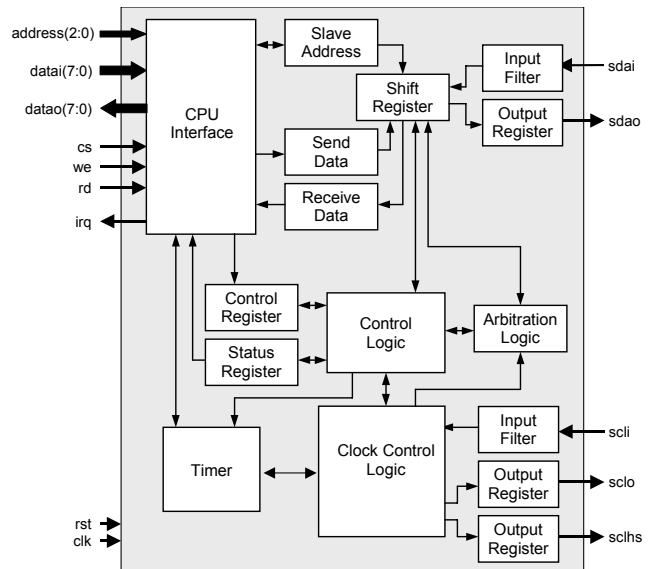 address(2:0)
datai(7:0)
datao(7:0)
cs
we
rd
irq
rst
clk
CPU
Interface
Slave
Address
Shift
Register
Input
Filter
sdai
Output
Register
sdao
Send
Data
Receive
Data
Control
Register
Status
Register
Control
Logic
Arbitration
Logic
Timer
Clock Control
Logic
Input
Filter
scli
Output
Register
sclo
Output
Register
sclhs